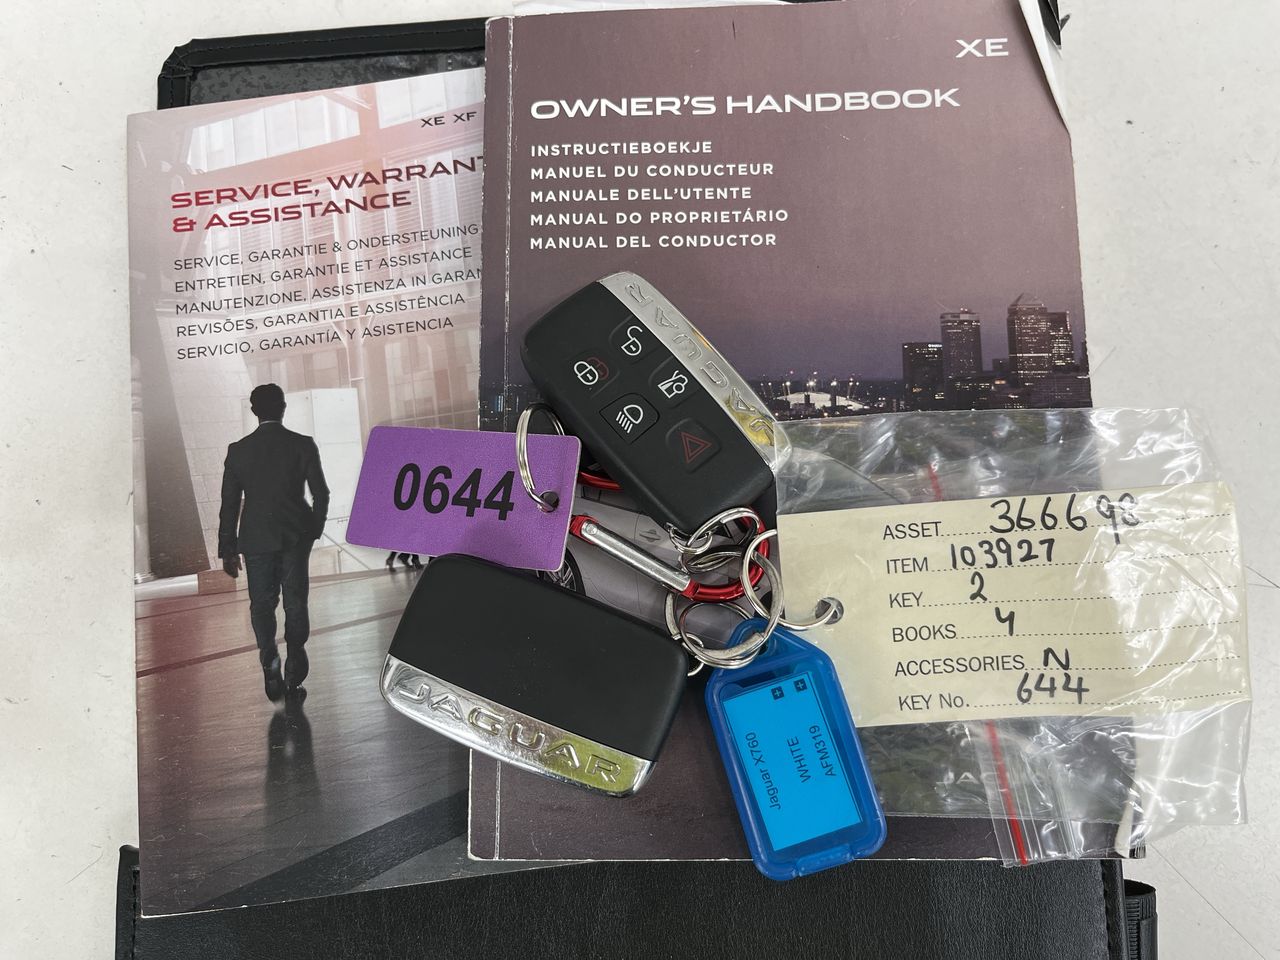 XE XF
SERVICE, WARRANT
& ASSISTANCE
SERVICE, GARANTIE & ONDERSTEUNING
ENTRETIEN, GARANTIE ET ASSISTANCE
MANUTENZIONE, ASSISTENZA IN GARAN
REVISÕES, GARANTIA E ASSISTÊNCIA
SERVICIO, GARANTÍA Y ASISTENCIA
XE
OWNER'S HANDBOOK
INSTRUCTIEBOEKJE
MANUEL DU CONDUCTEUR
MANUALE DELL'UTENTE
MANUAL DO PROPRIETÁRIO
MANUAL DEL CONDUCTOR
JAGUAR
0644
JAGUAR
Jaguar X760
WHITE
AFM319
ASSET 366698
ITEM 103927
KEY 2
BOOKS 4
ACCESSORIES N
KEY No. 644